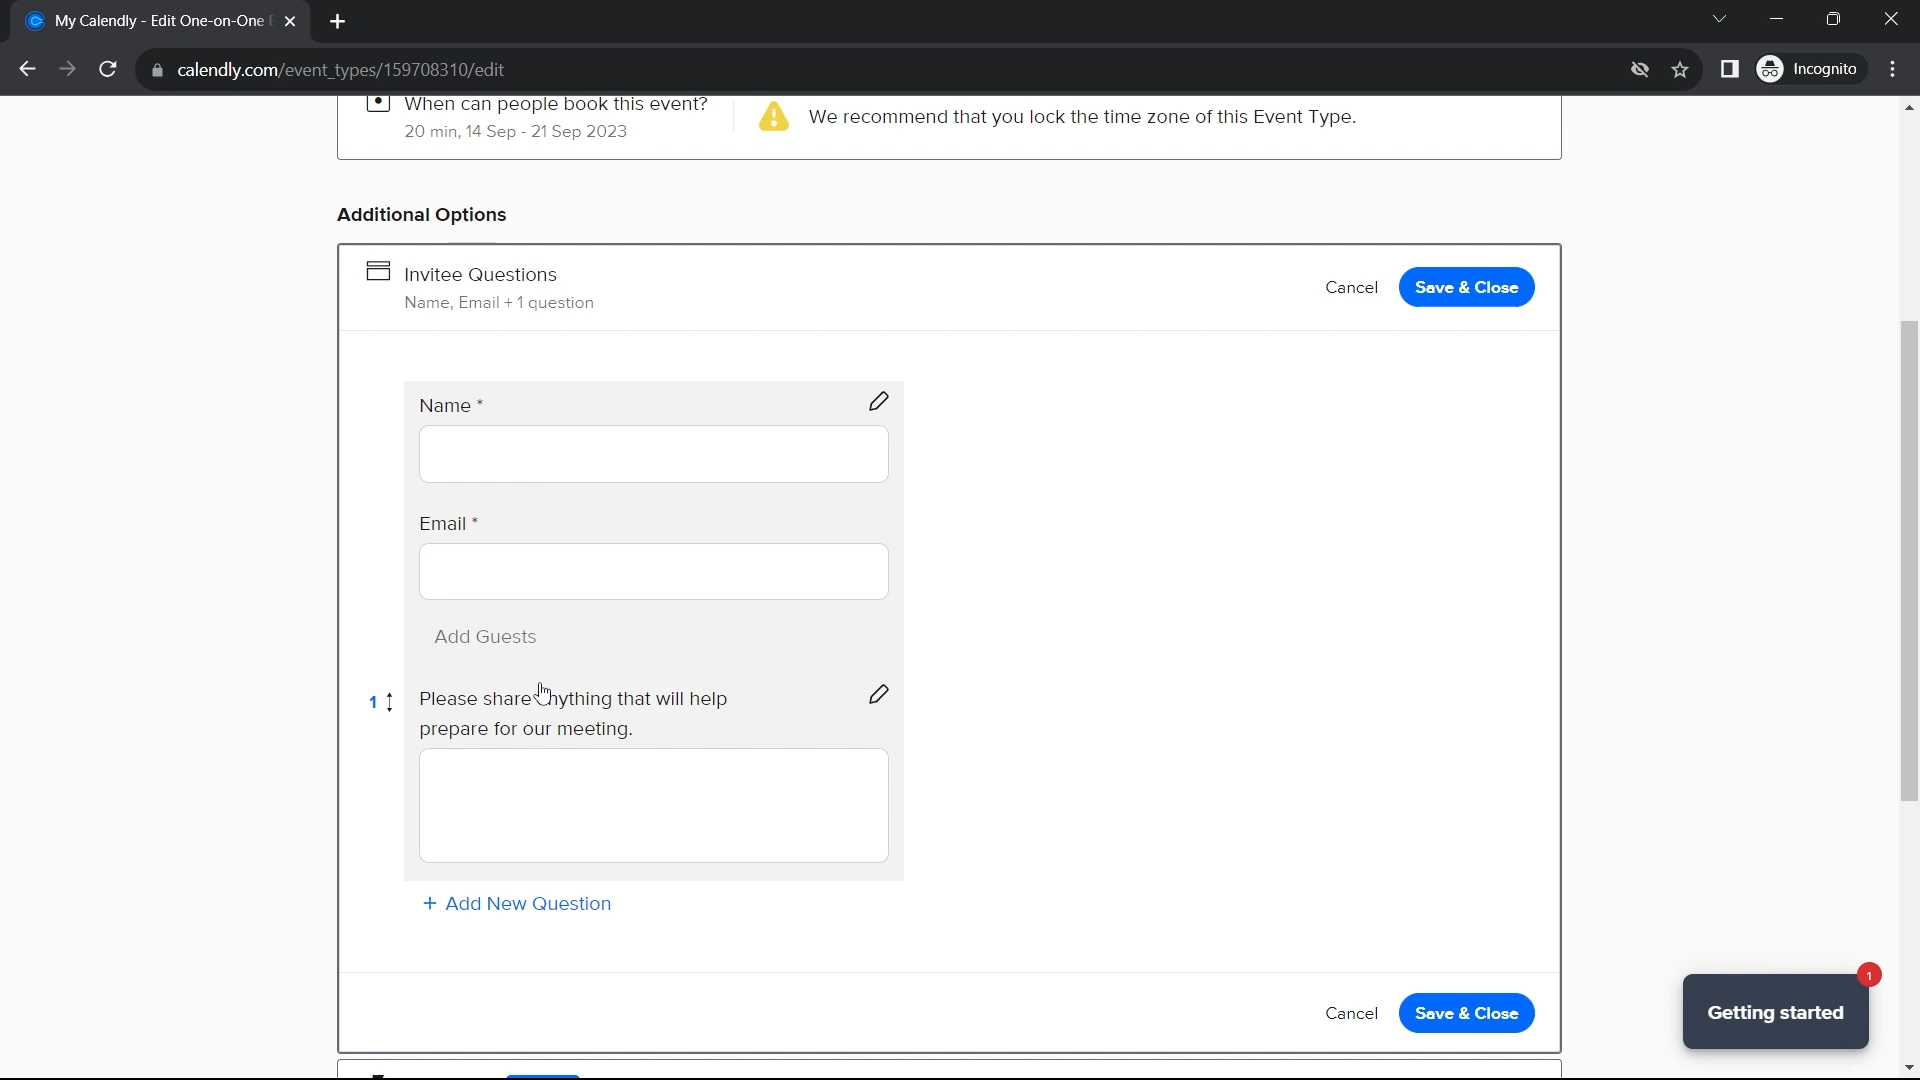 My Calendly - Edit One-on-One
calendly.com/event_types/159708310/edit
Incognito
When can people book this event?
20 min, 14 Sep - 21 Sep 2023
We recommend that you lock the time zone of this Event Type.
Additional Options
Invitee Questions
Name, Email + 1 question
Cancel
Save & Close
Name *
Email *
Add Guests
1
Please share anything that will help
prepare for our meeting.
+ Add New Question
Cancel
Save & Close
1
Getting started